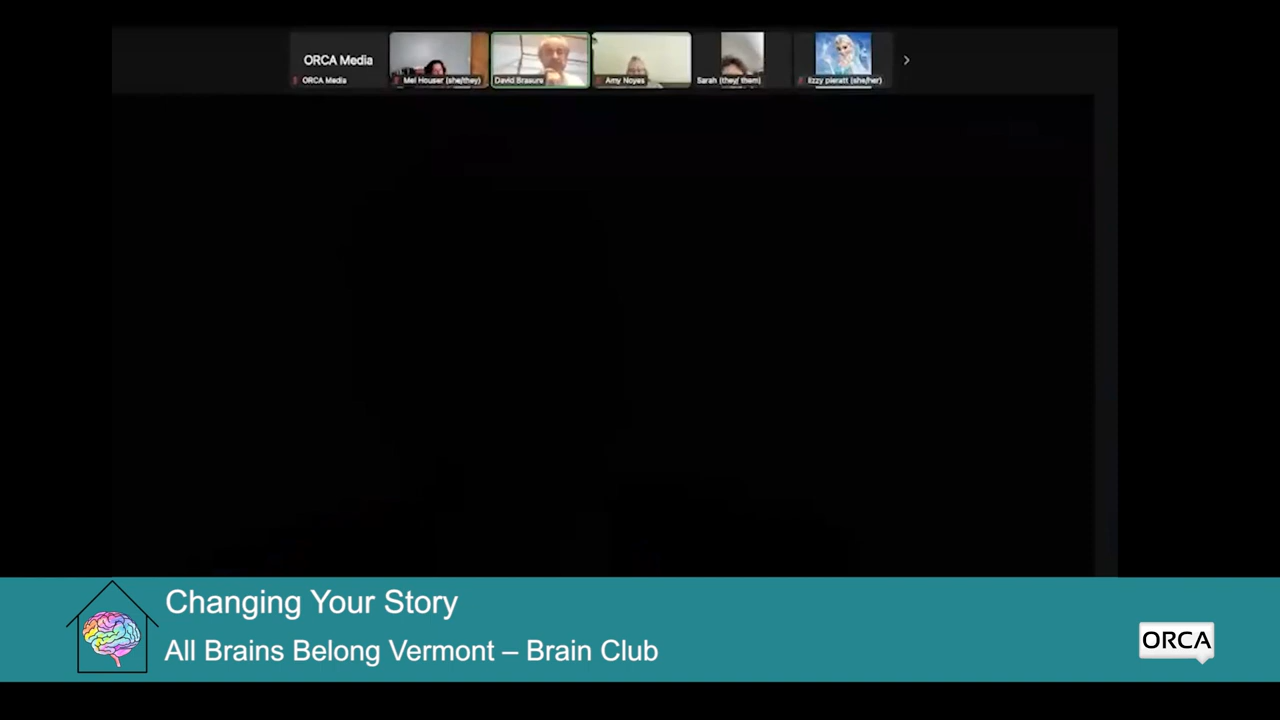 ORCA Media
ORCA Media
Mel Houser (she/they)
David Brasure
Amy Noyes
Sarah (they/ them)
lizzy pieratt (she/her)
Changing Your Story
All Brains Belong Vermont – Brain Club
ORCA